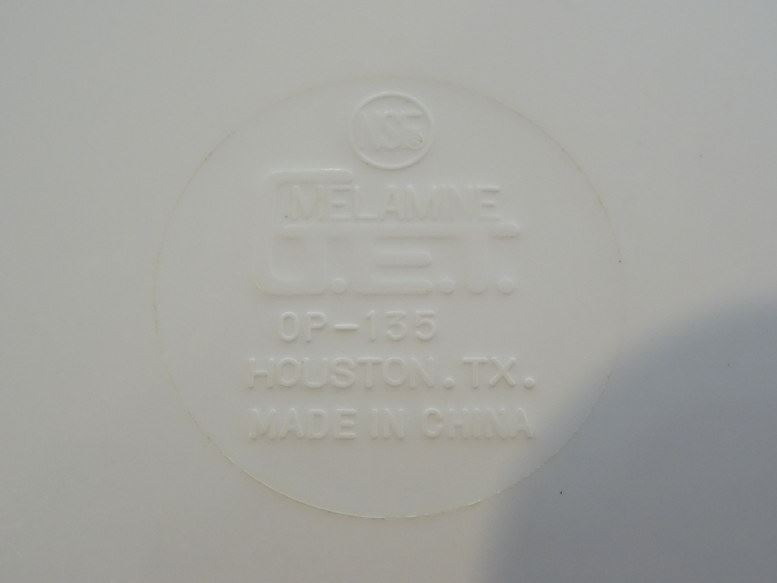 NSF
MELAMINE
J.E.T.
OP-135
HOUSTON.TX.
MADE IN CHINA